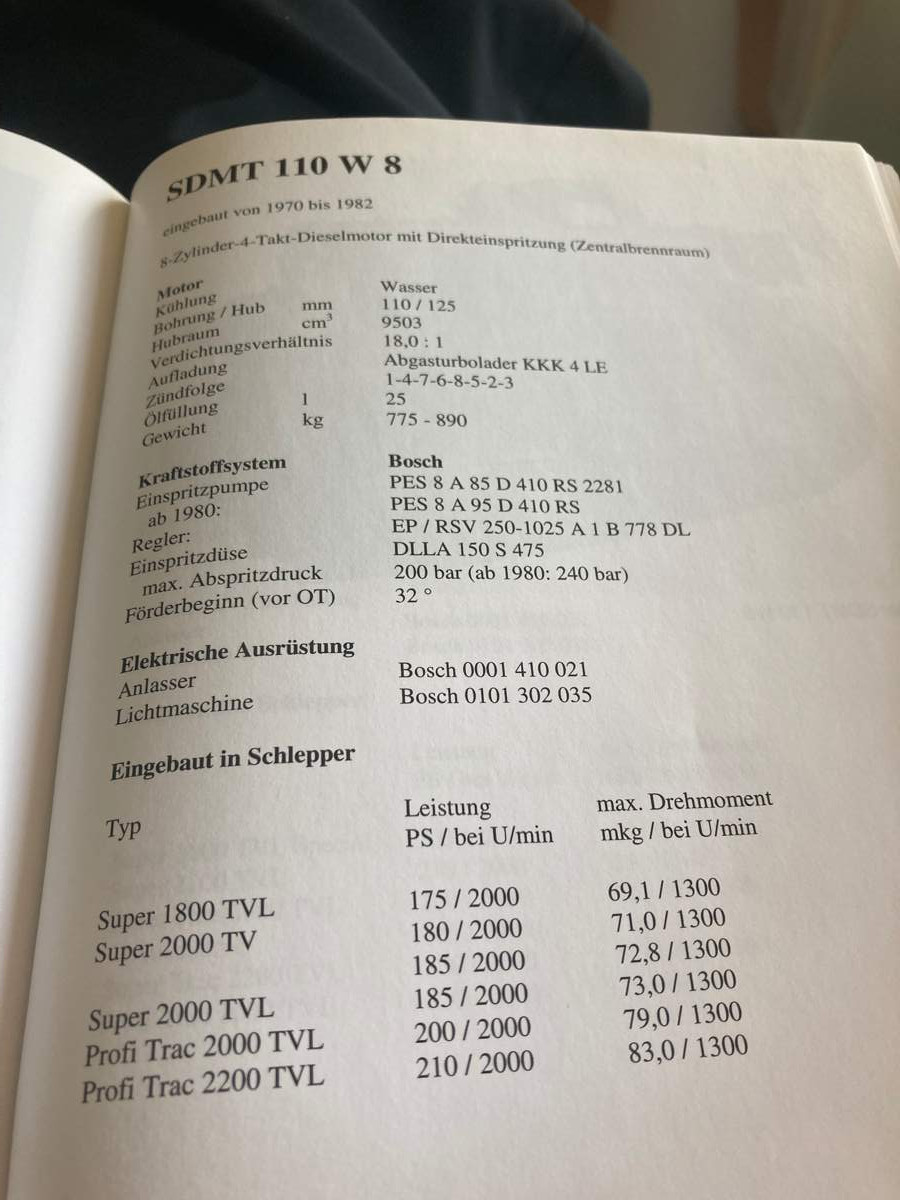 SDMT 110 W 8
eingebaut von 1970 bis 1982
8-Zylinder-4-Takt-Dieselmotor mit Direkteinspritzung (Zentralbrennraum)
Motor
Kühlung Wasser
Bohrung / Hub mm 110 / 125
Hubraum cm³ 9503
Verdichtungsverhältnis 18,0 : 1
Aufladung Abgasturbolader KKK 4 LE
Zündfolge 1-4-7-6-8-5-2-3
Ölfüllung l 25
Gewicht kg 775 - 890
Kraftstoffsystem Bosch
Einspritzpumpe PES 8 A 85 D 410 RS 2281
ab 1980: PES 8 A 95 D 410 RS
Regler: EP / RSV 250-1025 A 1 B 778 DL
Einspritzdüse DLLA 150 S 475
max. Abspritzdruck 200 bar (ab 1980: 240 bar)
Förderbeginn (vor OT) 32 °
Elektrische Ausrüstung
Anlasser Bosch 0001 410 021
Lichtmaschine Bosch 0101 302 035
Eingebaut in Schlepper
Typ Leistung max. Drehmoment
PS / bei U/min mkg / bei U/min
Super 1800 TVL 175 / 2000 69,1 / 1300
Super 2000 TV 180 / 2000 71,0 / 1300
185 / 2000 72,8 / 1300
Super 2000 TVL 185 / 2000 73,0 / 1300
Profi Trac 2000 TVL 200 / 2000 79,0 / 1300
Profi Trac 2200 TVL 210 / 2000 83,0 / 1300